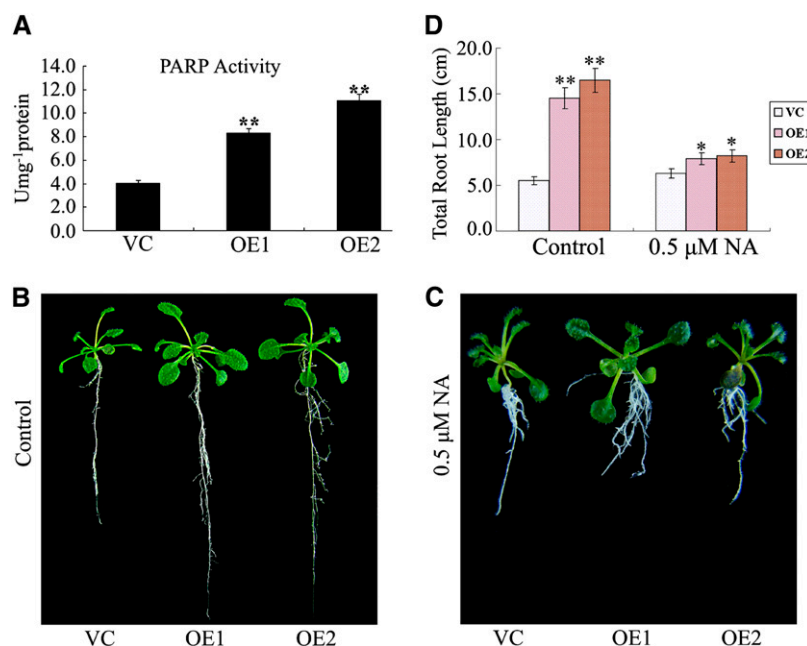 A
PARP Activity
Umg-1protein
14.0
12.0
10.0
8.0
6.0
4.0
2.0
0.0
**
**
VC
OE1
OE2
D
Total Root Length (cm)
20.0
15.0
10.0
5.0
0.0
**
**
*
*
Control
0.5 μM NA
VC
OE1
OE2
B
Control
VC
OE1
OE2
C
0.5 μM NA
VC
OE1
OE2